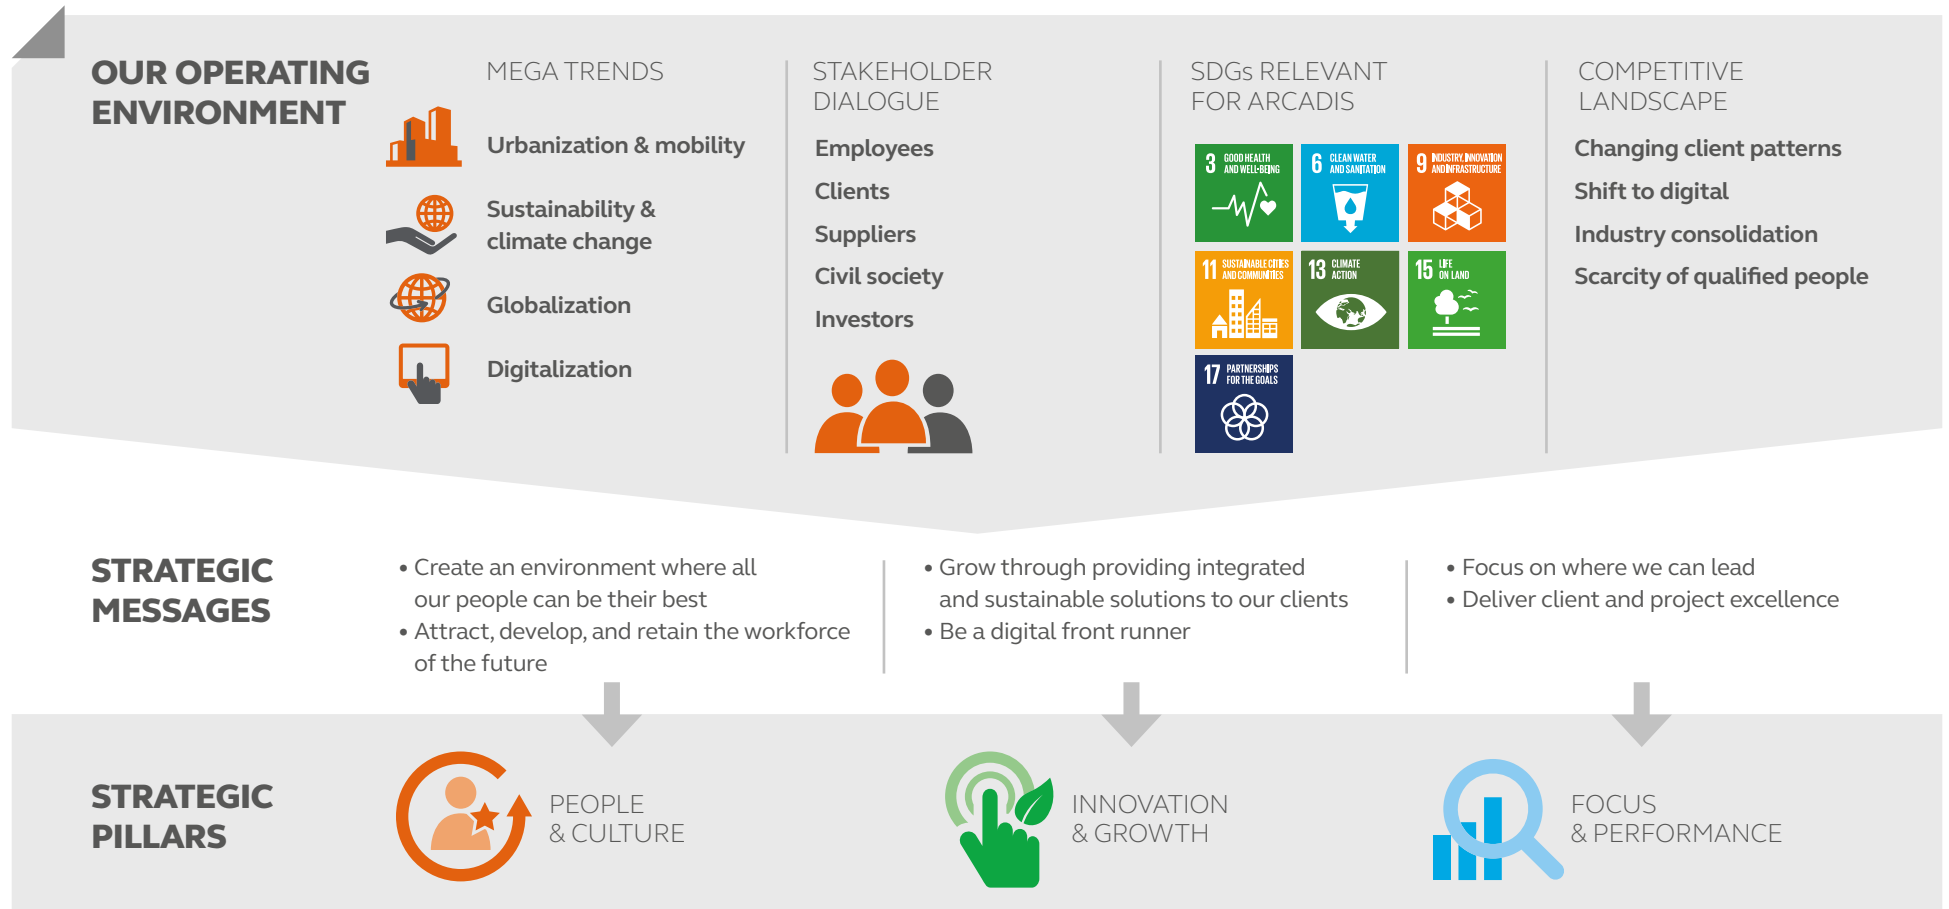 OUR OPERATING
ENVIRONMENT
MEGA TRENDS
Urbanization & mobility
Sustainability &
climate change
Globalization
Digitalization
STAKEHOLDER
DIALOGUE
Employees
Clients
Suppliers
Civil society
Investors
SDGs RELEVANT
FOR ARCADIS
3 GOOD HEALTH
AND WELL-BEING
6 CLEAN WATER
AND SANITATION
9 INDUSTRY, INNOVATION
AND INFRASTRUCTURE
11 SUSTAINABLE CITIES
AND COMMUNITIES
13 CLIMATE
ACTION
15 LIFE
ON LAND
17 PARTNERSHIPS
FOR THE GOALS
COMPETITIVE
LANDSCAPE
Changing client patterns
Shift to digital
Industry consolidation
Scarcity of qualified people
STRATEGIC
MESSAGES
• Create an environment where all
our people can be their best
• Attract, develop, and retain the workforce
of the future
• Grow through providing integrated
and sustainable solutions to our clients
• Be a digital front runner
• Focus on where we can lead
• Deliver client and project excellence
STRATEGIC
PILLARS
PEOPLE
& CULTURE
INNOVATION
& GROWTH
FOCUS
& PERFORMANCE